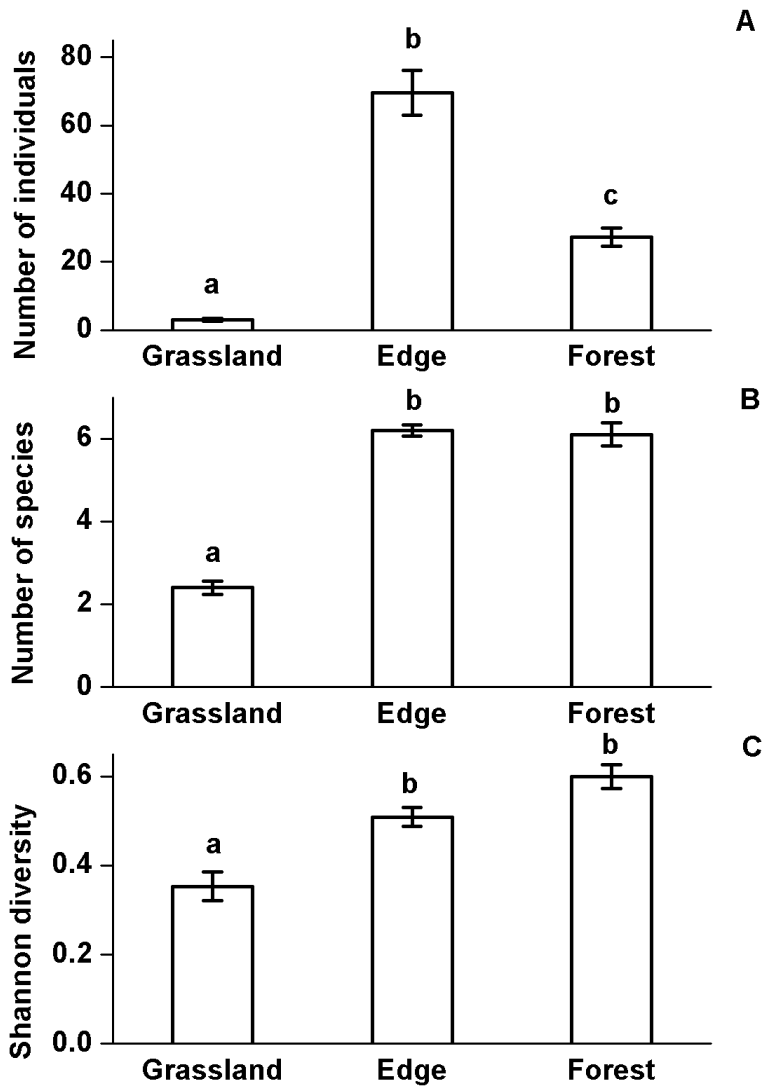 A
Number of individuals
80
60
40
20
0
a
b
c
Grassland Edge Forest
B
Number of species
6
4
2
0
a
b
b
Grassland Edge Forest
C
Shannon diversity
0.6
0.4
0.2
0.0
a
b
b
Grassland Edge Forest